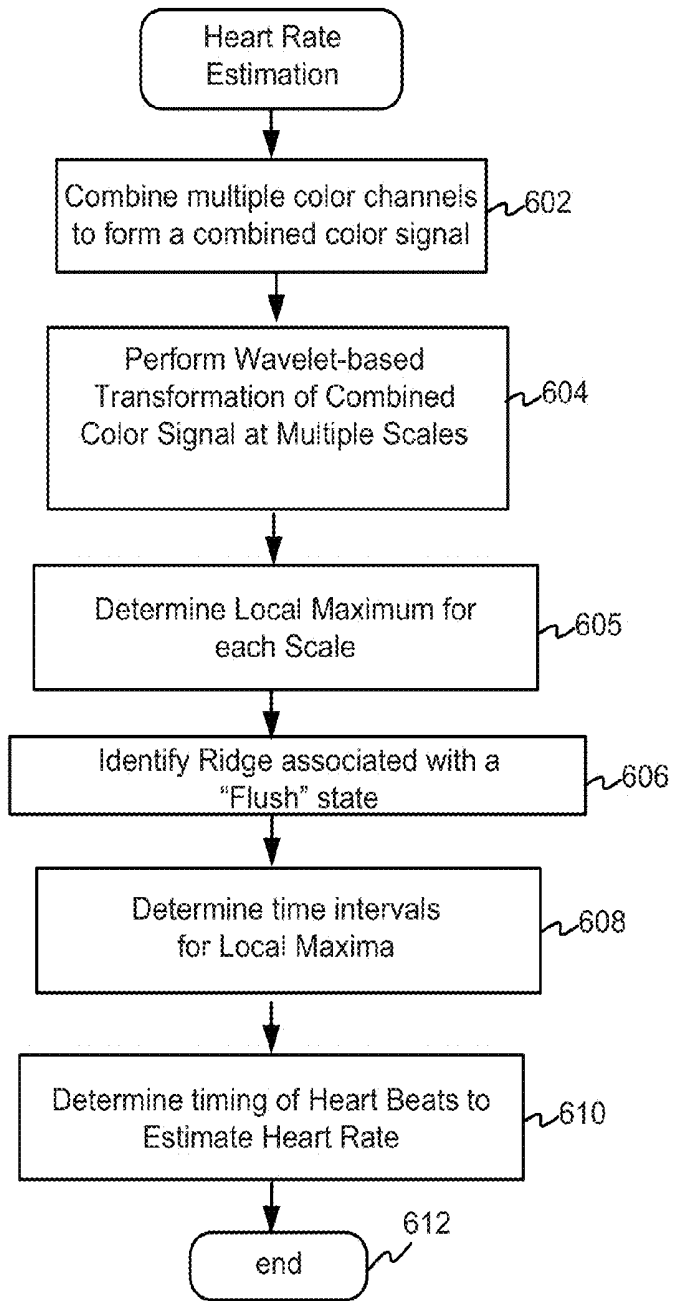 Heart Rate
Estimation
Combine multiple color channels
to form a combined color signal
602
Perform Wavelet-based
Transformation of Combined
Color Signal at Multiple Scales
604
Determine Local Maximum for
each Scale
605
Identify Ridge associated with a
“Flush” state
606
Determine time intervals
for Local Maxima
608
Determine timing of Heart Beats to
Estimate Heart Rate
610
end
612